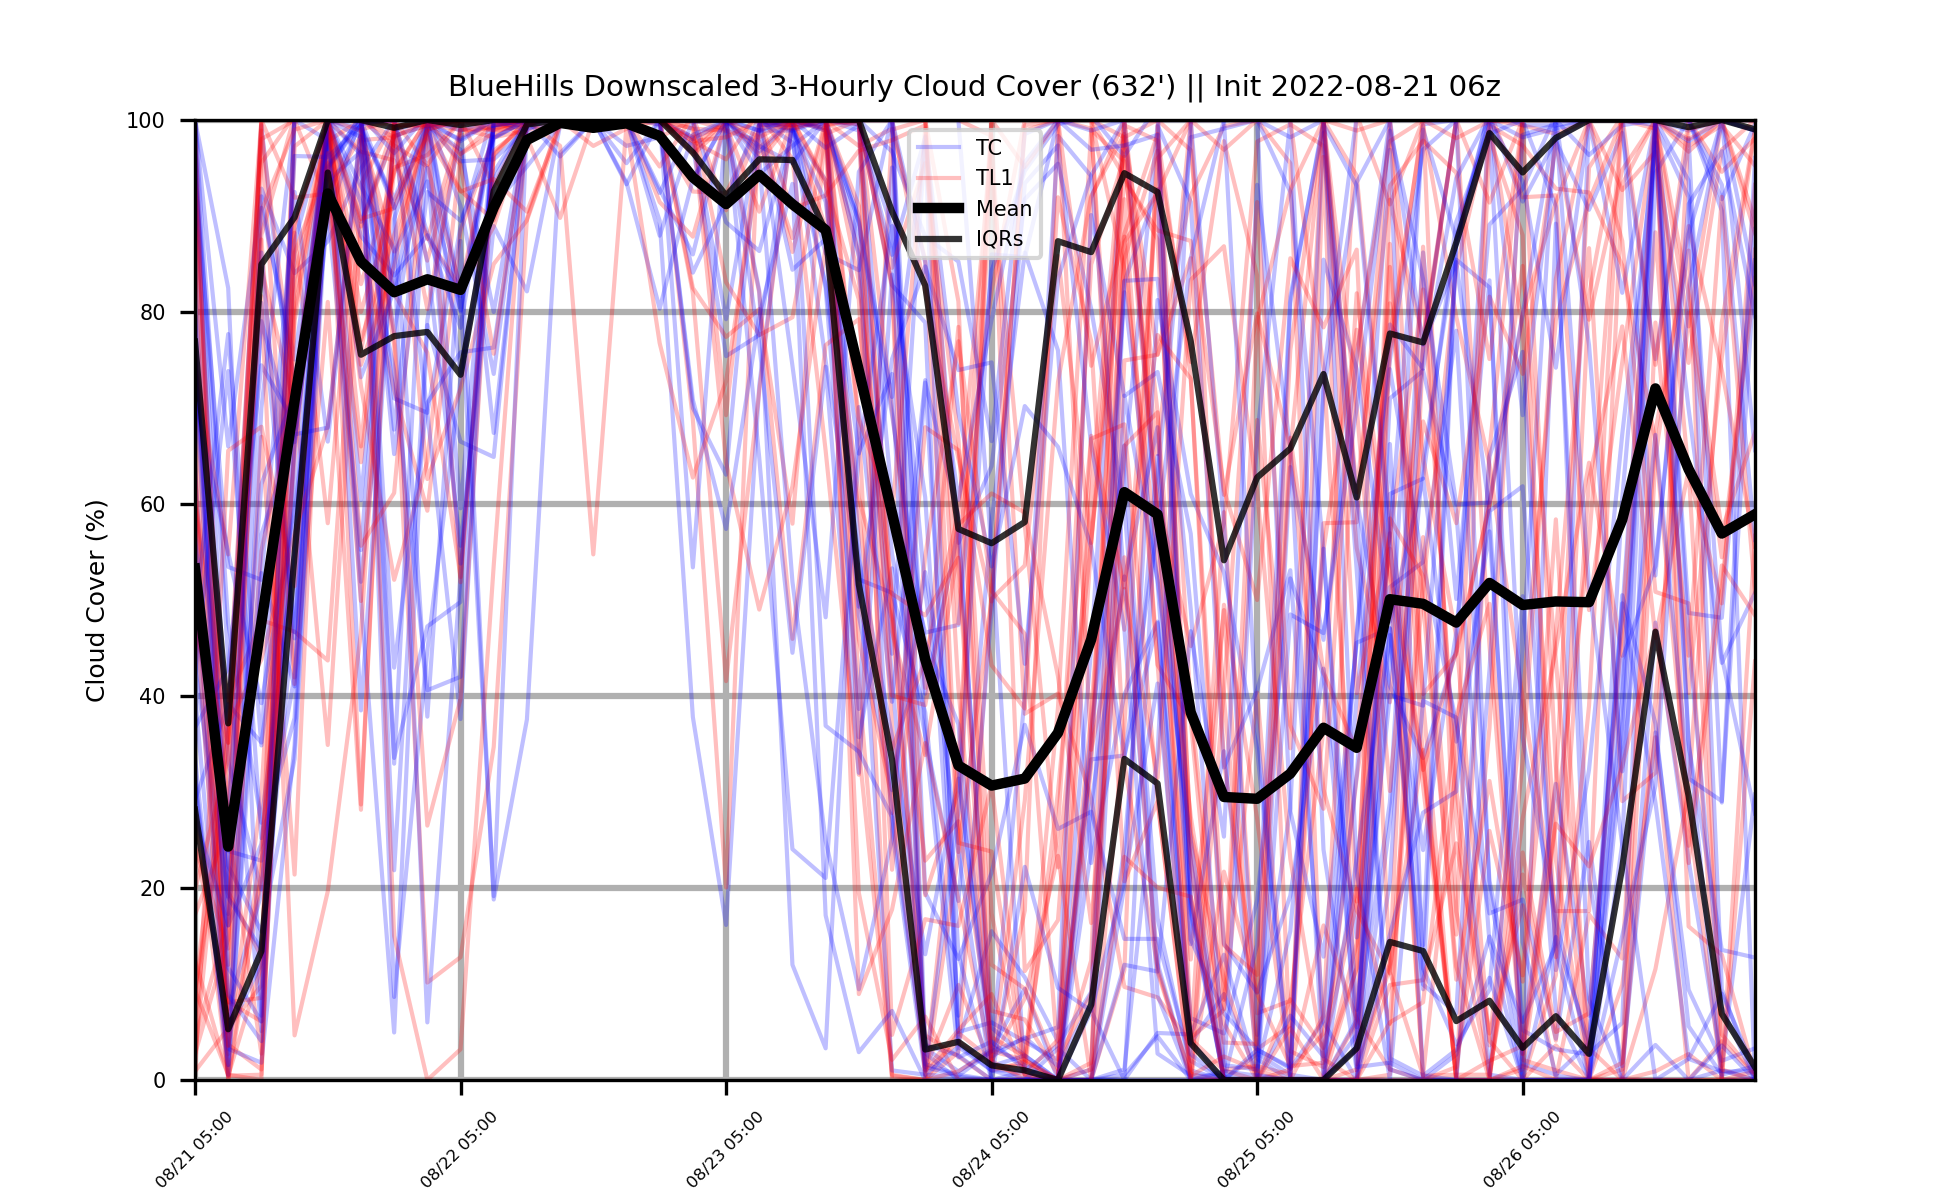 BlueHills Downscaled 3-Hourly Cloud Cover (632') || Init 2022-08-21 06z
Cloud Cover (%)
100
80
60
40
20
0
TC
TL1
Mean
IQRs
08/21 05:00
08/22 05:00
08/23 05:00
08/24 05:00
08/25 05:00
08/26 05:00